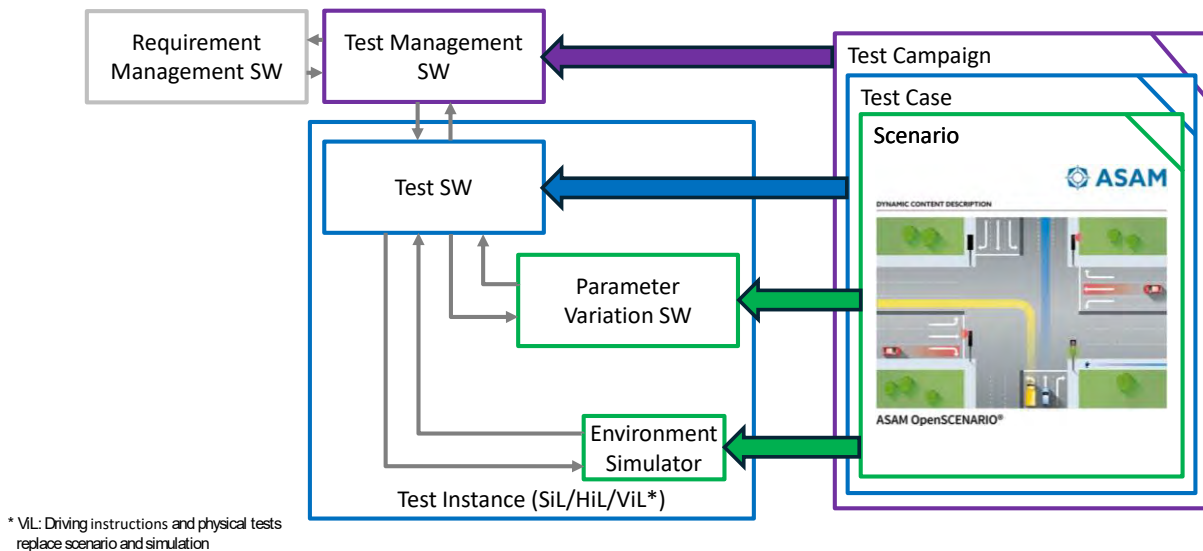 Requirement
Management SW
Test Management
SW
Test Campaign
Test Case
Scenario
Test SW
ASAM
DYNAMIC CONTENT DESCRIPTION
Parameter
Variation SW
ASAM OpenSCENARIO®
Environment
Simulator
Test Instance (SiL/HiL/ViL*)
* ViL: Driving instructions and physical tests
replace scenario and simulation